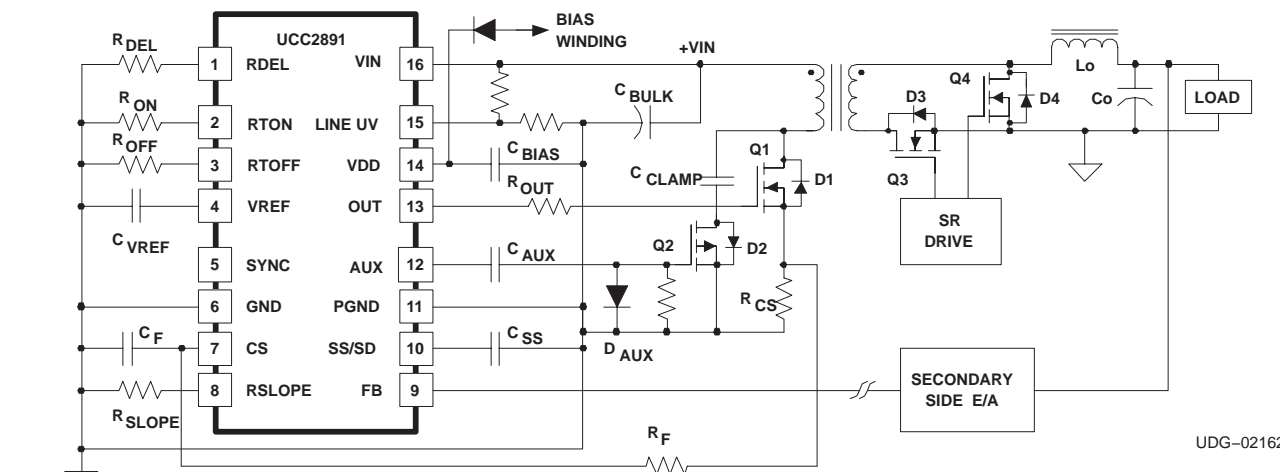 UCC2891
BIAS
WINDING
+VIN
R DEL
1 RDEL
VIN 16
R ON
2 RTON
LINE UV 15
C BULK
R OFF
3 RTOFF
VDD 14
C BIAS
4 VREF
OUT 13
R OUT
C VREF
5 SYNC
AUX 12
C AUX
6 GND
PGND 11
C F
7 CS
SS/SD 10
C SS
8 RSLOPE
FB 9
R SLOPE
R F
C CLAMP
Q1
D1
Q2
D2
R CS
D AUX
Q3
D3
Q4
D4
Lo
Co
LOAD
SR
DRIVE
SECONDARY
SIDE E/A
UDG–02162